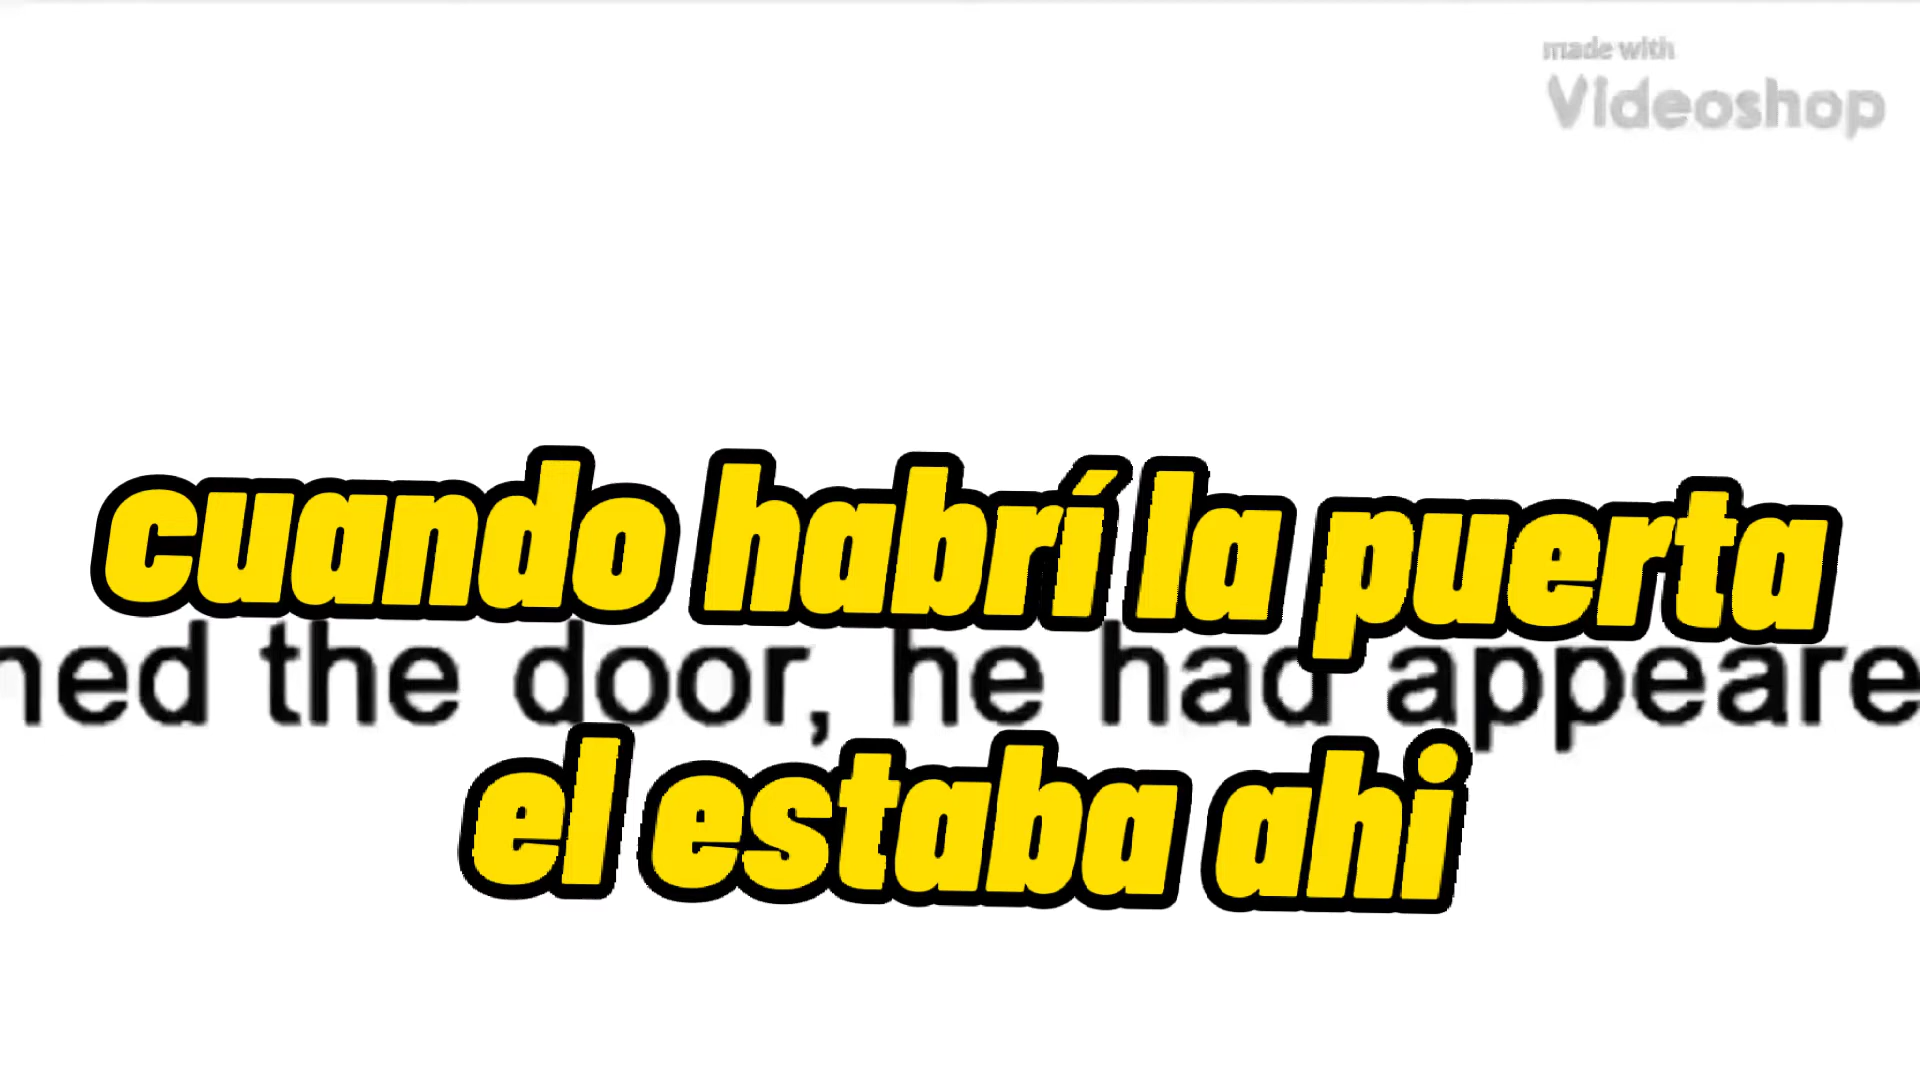 made with
Videoshop
cuando habrí la puerta
ned the door, he had appeare
el estaba ahi